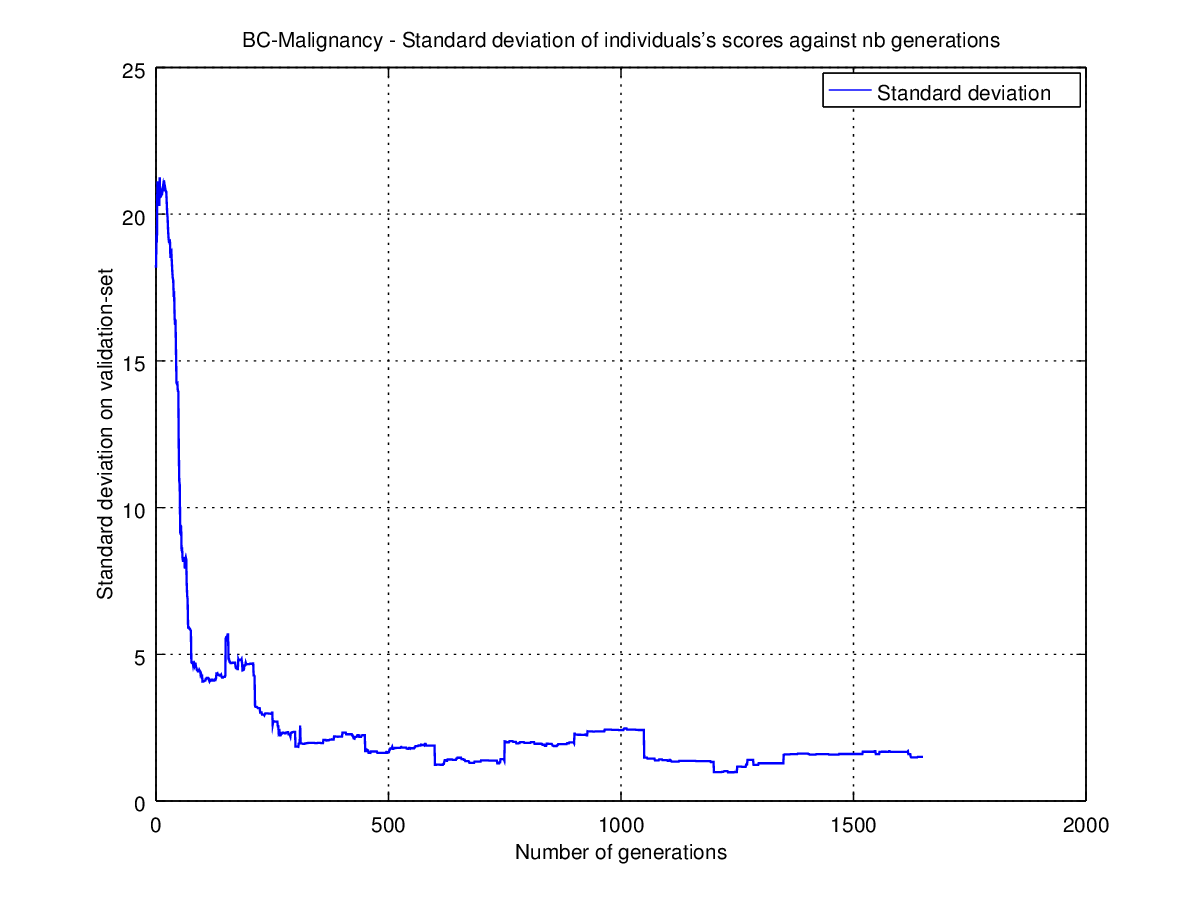 BC-Malignancy - Standard deviation of individuals's scores against nb generations
25
Standard deviation
20
15
10
5
0
Standard deviation on validation-set
0 500 1000 1500 2000
Number of generations